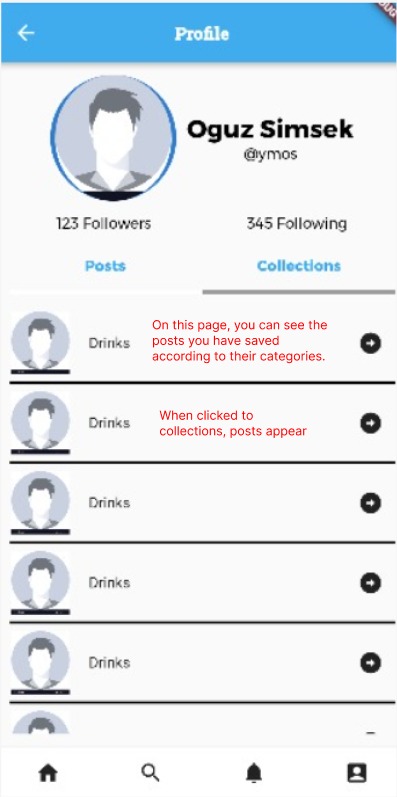 Profile
Oguz Simsek
@ymos
123 Followers 345 Following
Posts Collections
Drinks
On this page, you can see the
posts you have saved
according to their categories.
Drinks
When clicked to
collections, posts appear
Drinks
Drinks
Drinks